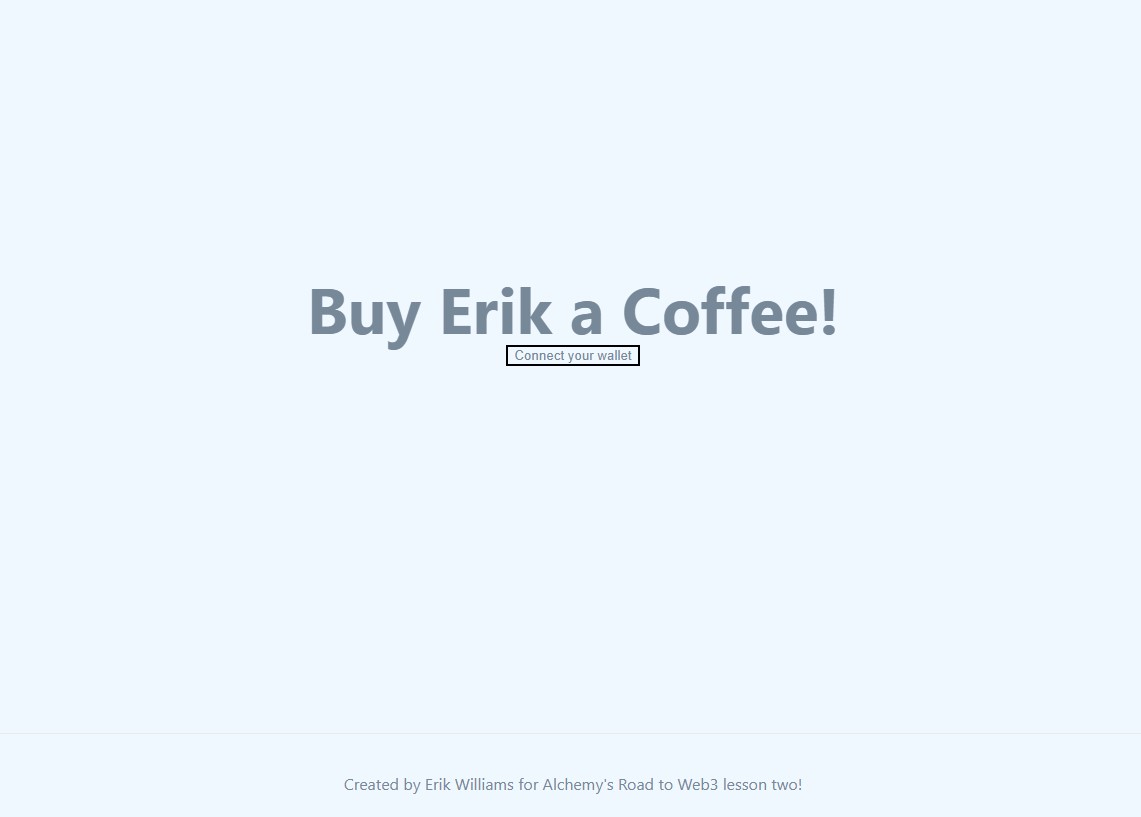 Buy Erik a Coffee!
Connect your wallet
Created by Erik Williams for Alchemy's Road to Web3 lesson two!